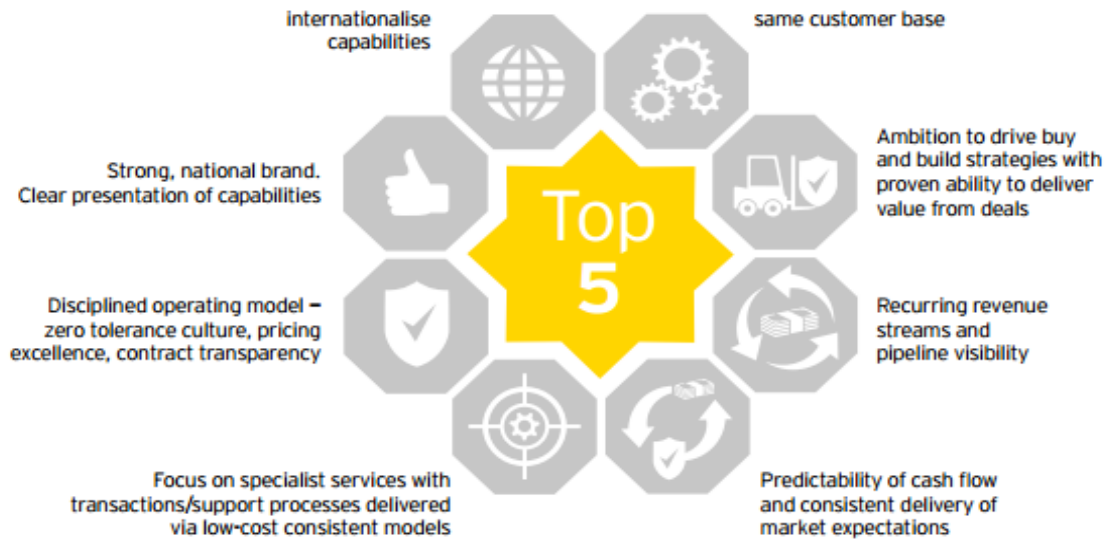 internationalise
capabilities
same customer base
Strong, national brand.
Clear presentation of capabilities
Ambition to drive buy
and build strategies with
proven ability to deliver
value from deals
Top
5
Disciplined operating model –
zero tolerance culture, pricing
excellence, contract transparency
Recurring revenue
streams and
pipeline visibility
Focus on specialist services with
transactions/support processes delivered
via low-cost consistent models
Predictability of cash flow
and consistent delivery of
market expectations